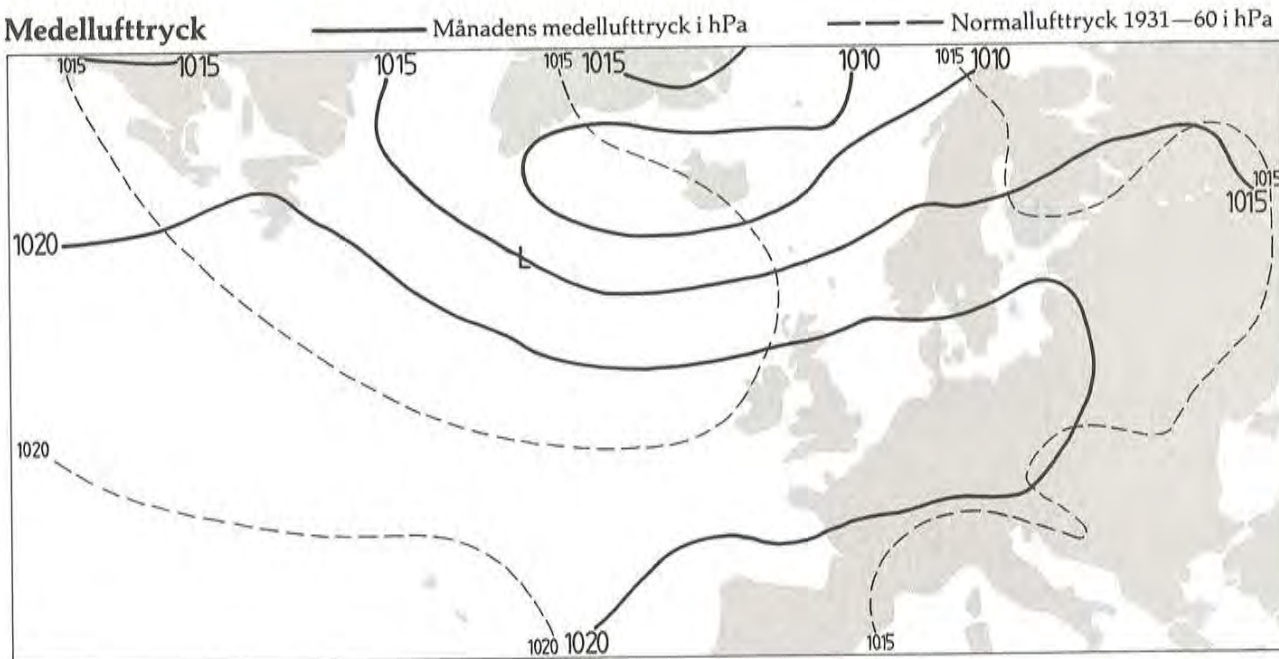 Medellufttryck
Månadens medellufttryck i hPa
Normallufttryck 1931—60 i hPa
1015 1015 1015 1015 1015 1010 1015 1010
1015
1015
1020
L
1020
1020 1020 1015